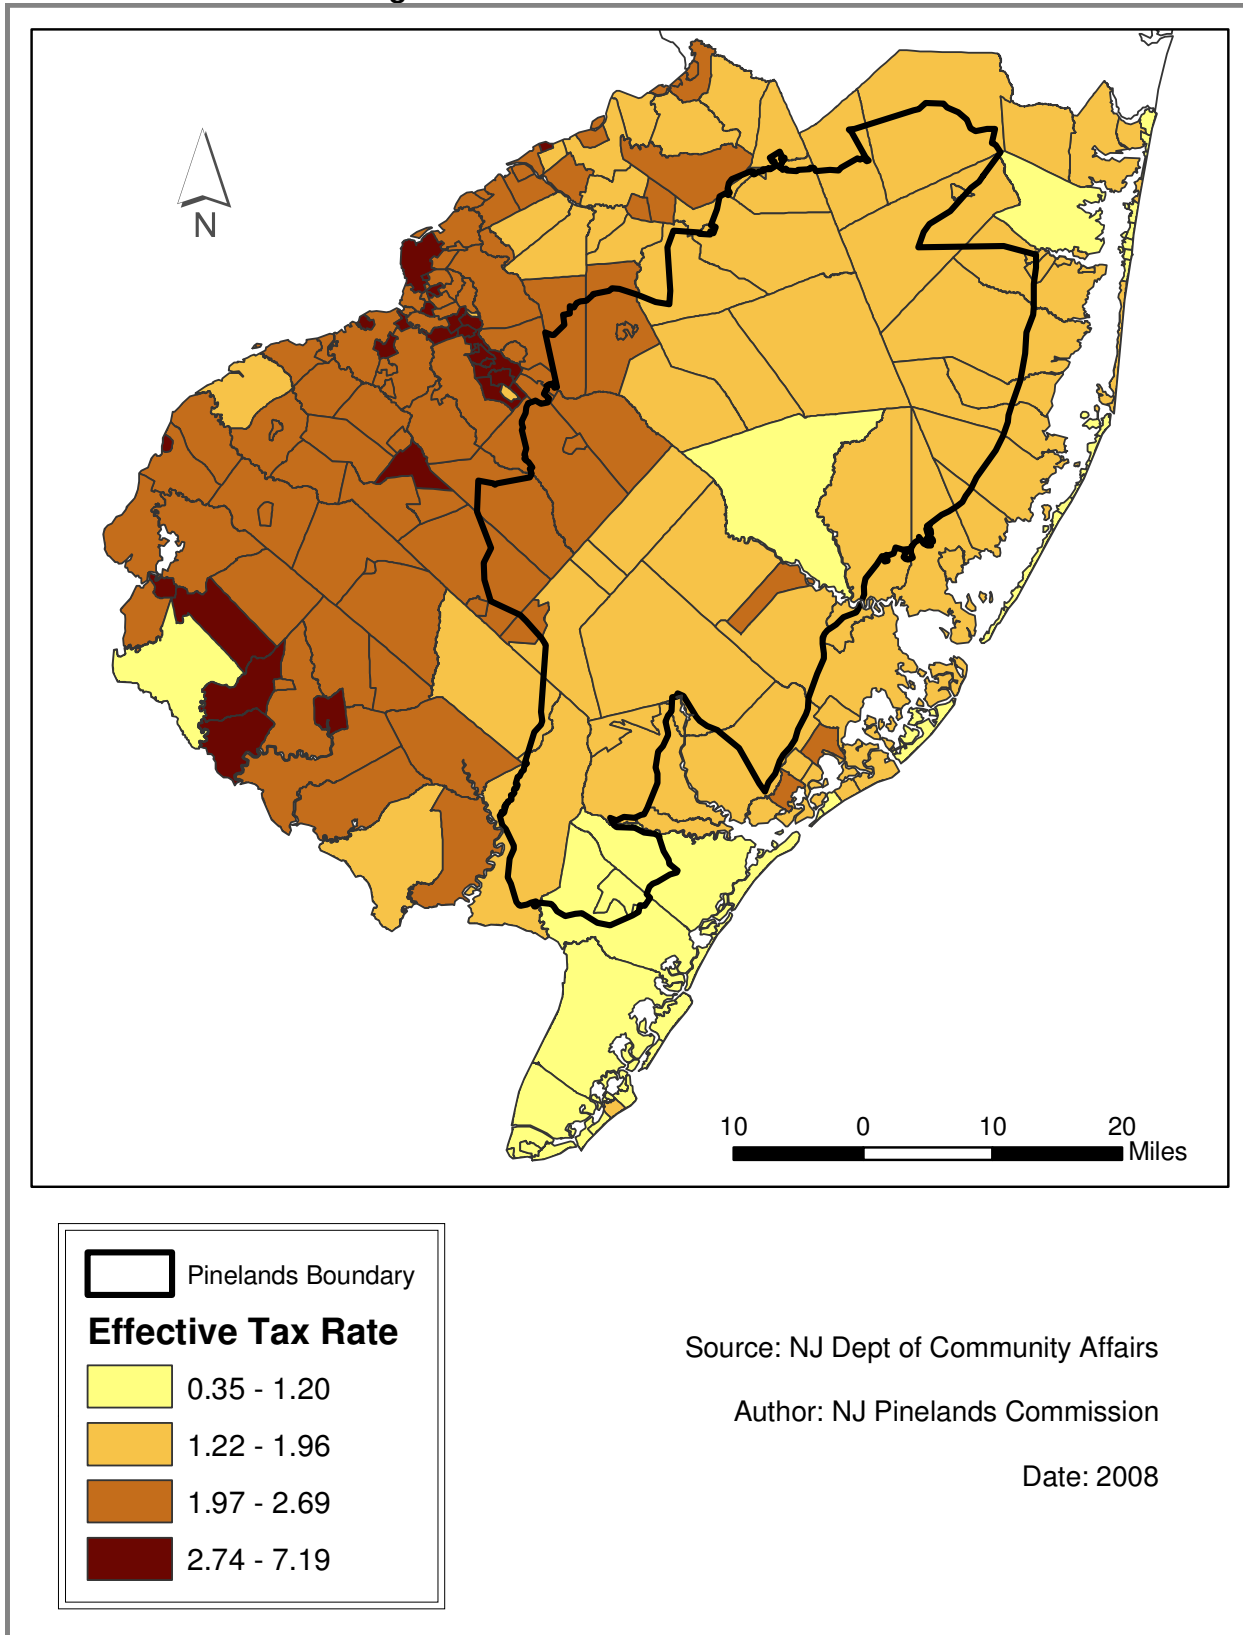 N
10 0 10 20
Miles
Pinelands Boundary
Effective Tax Rate
0.35 - 1.20
1.22 - 1.96
1.97 - 2.69
2.74 - 7.19
Source: NJ Dept of Community Affairs
Author: NJ Pinelands Commission
Date: 2008